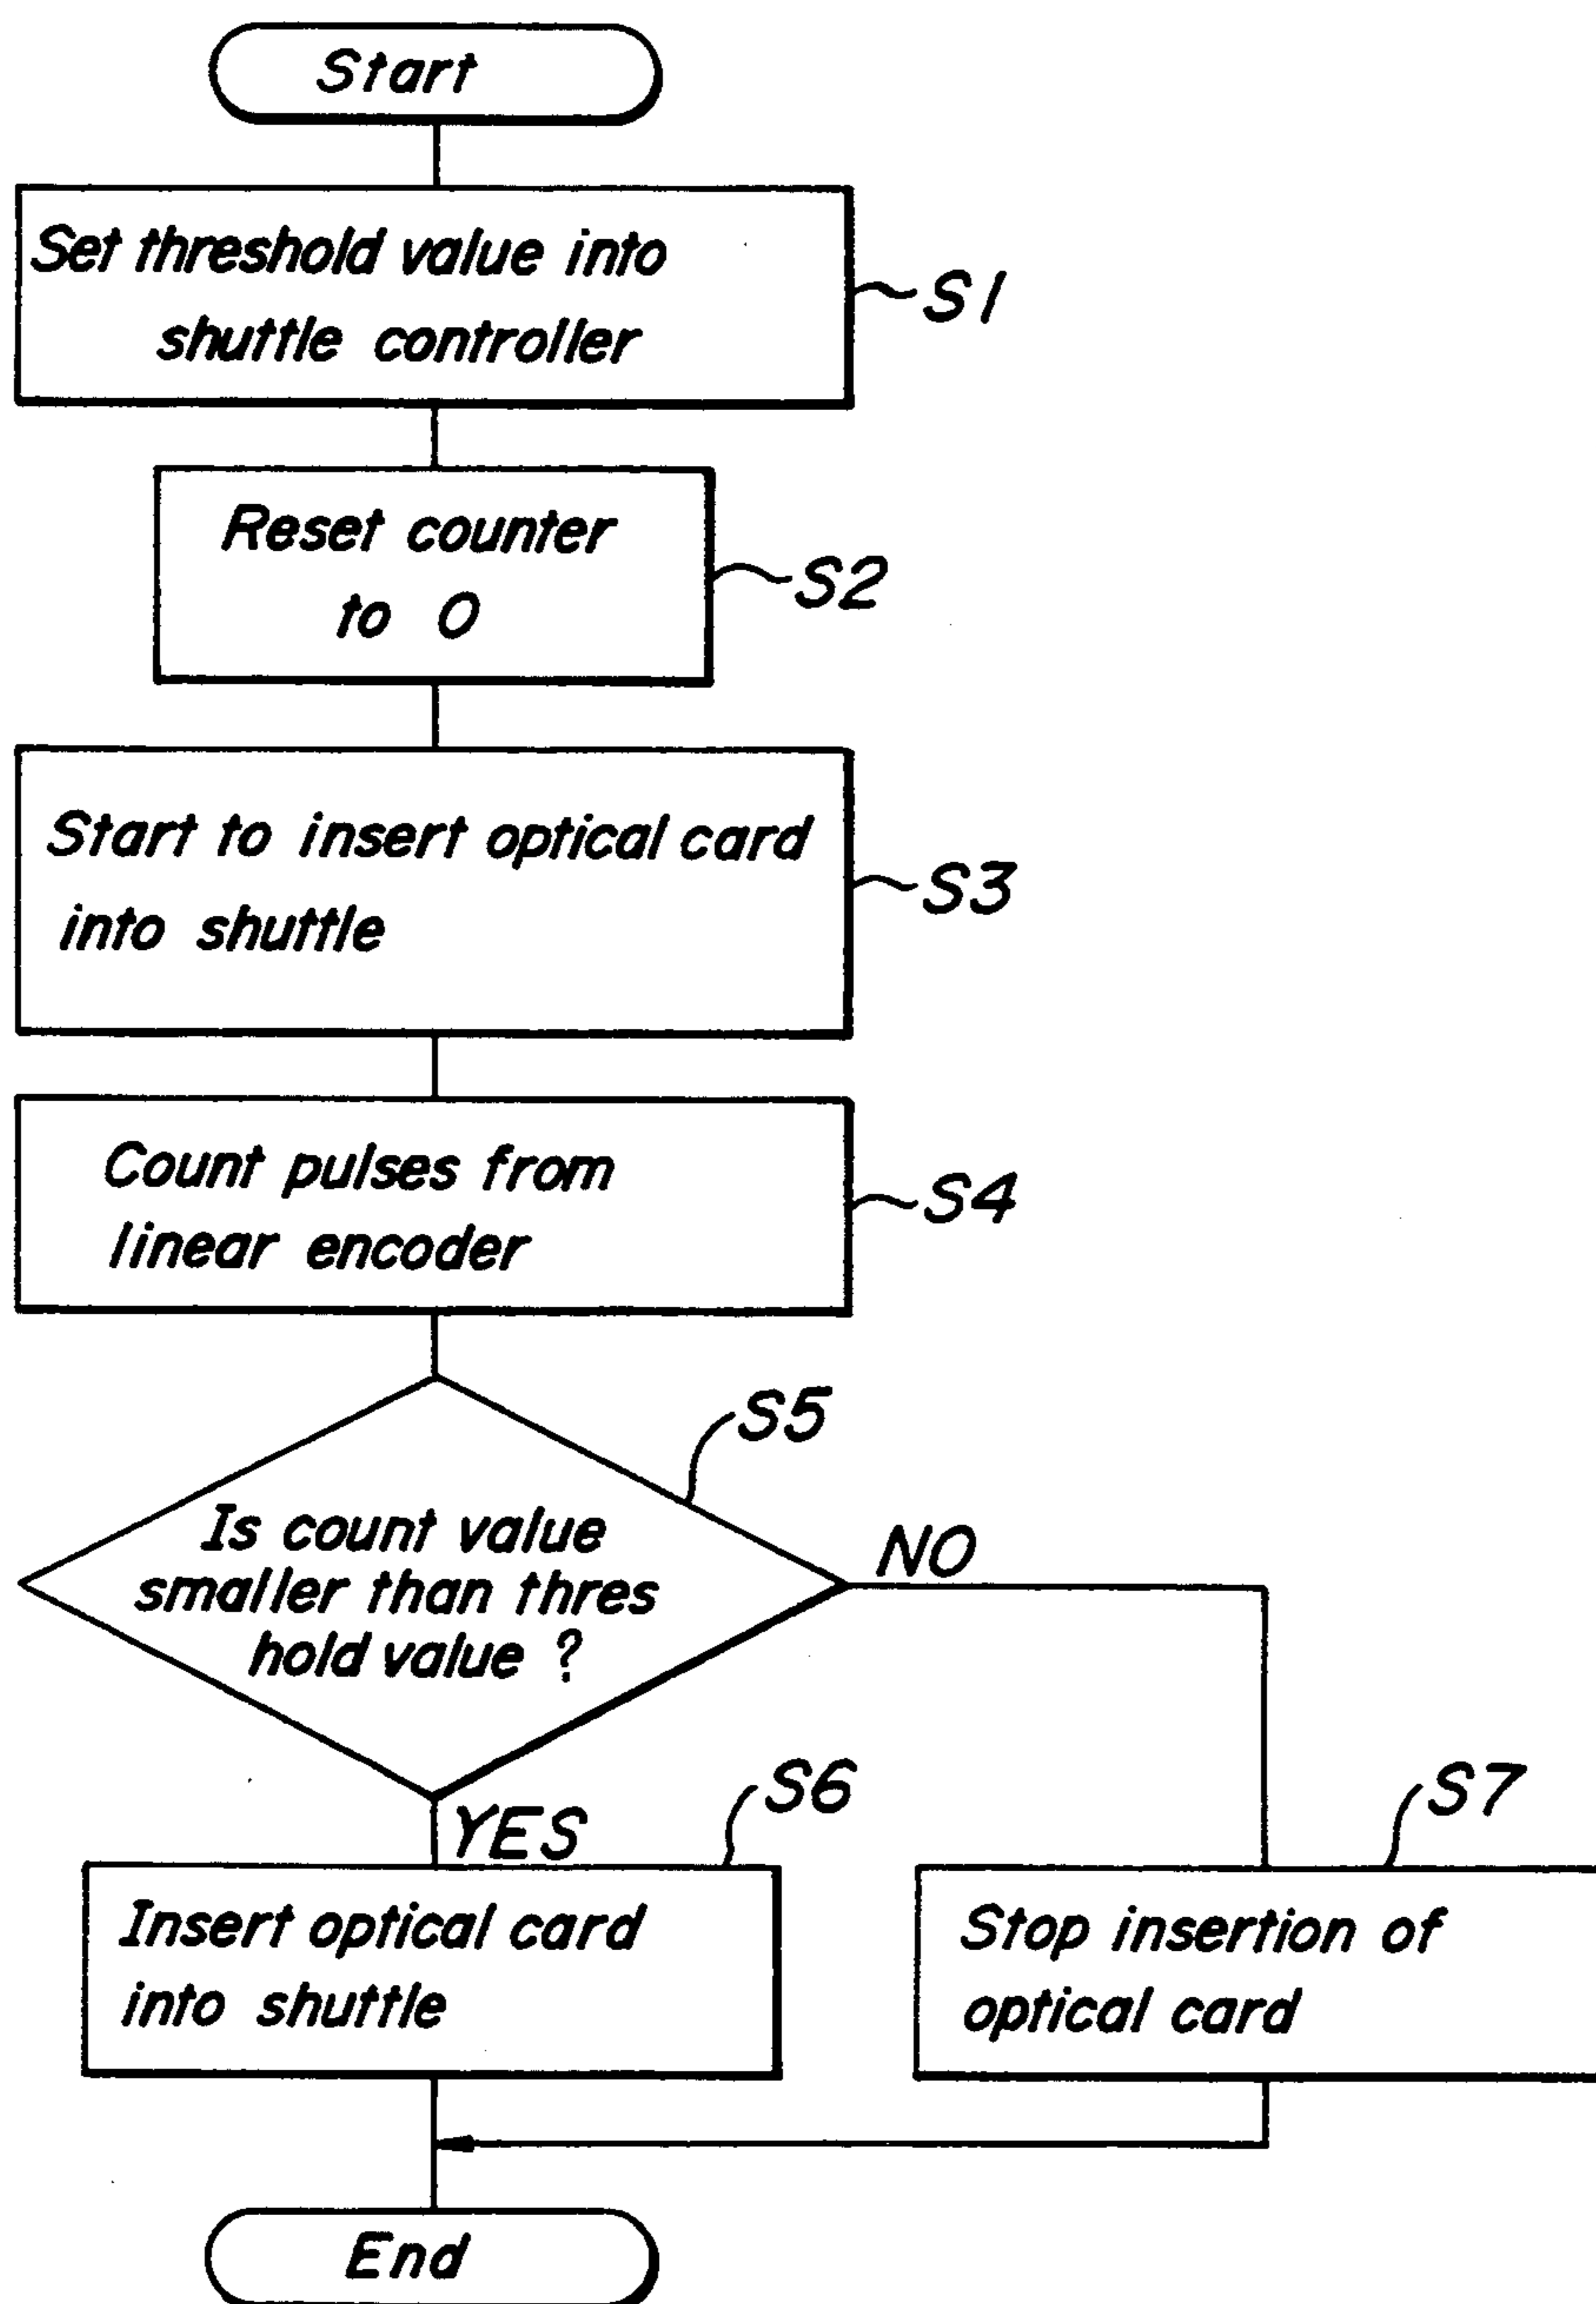 Start
Set threshold value into
shuttle controller
S1
Reset counter
to 0
S2
Start to insert optical card
into shuttle
S3
Count pulses from
linear encoder
S4
S5
Is count value
smaller than thres
hold value ?
NO
YES
S6
Insert optical card
into shuttle
S7
Stop insertion of
optical card
End